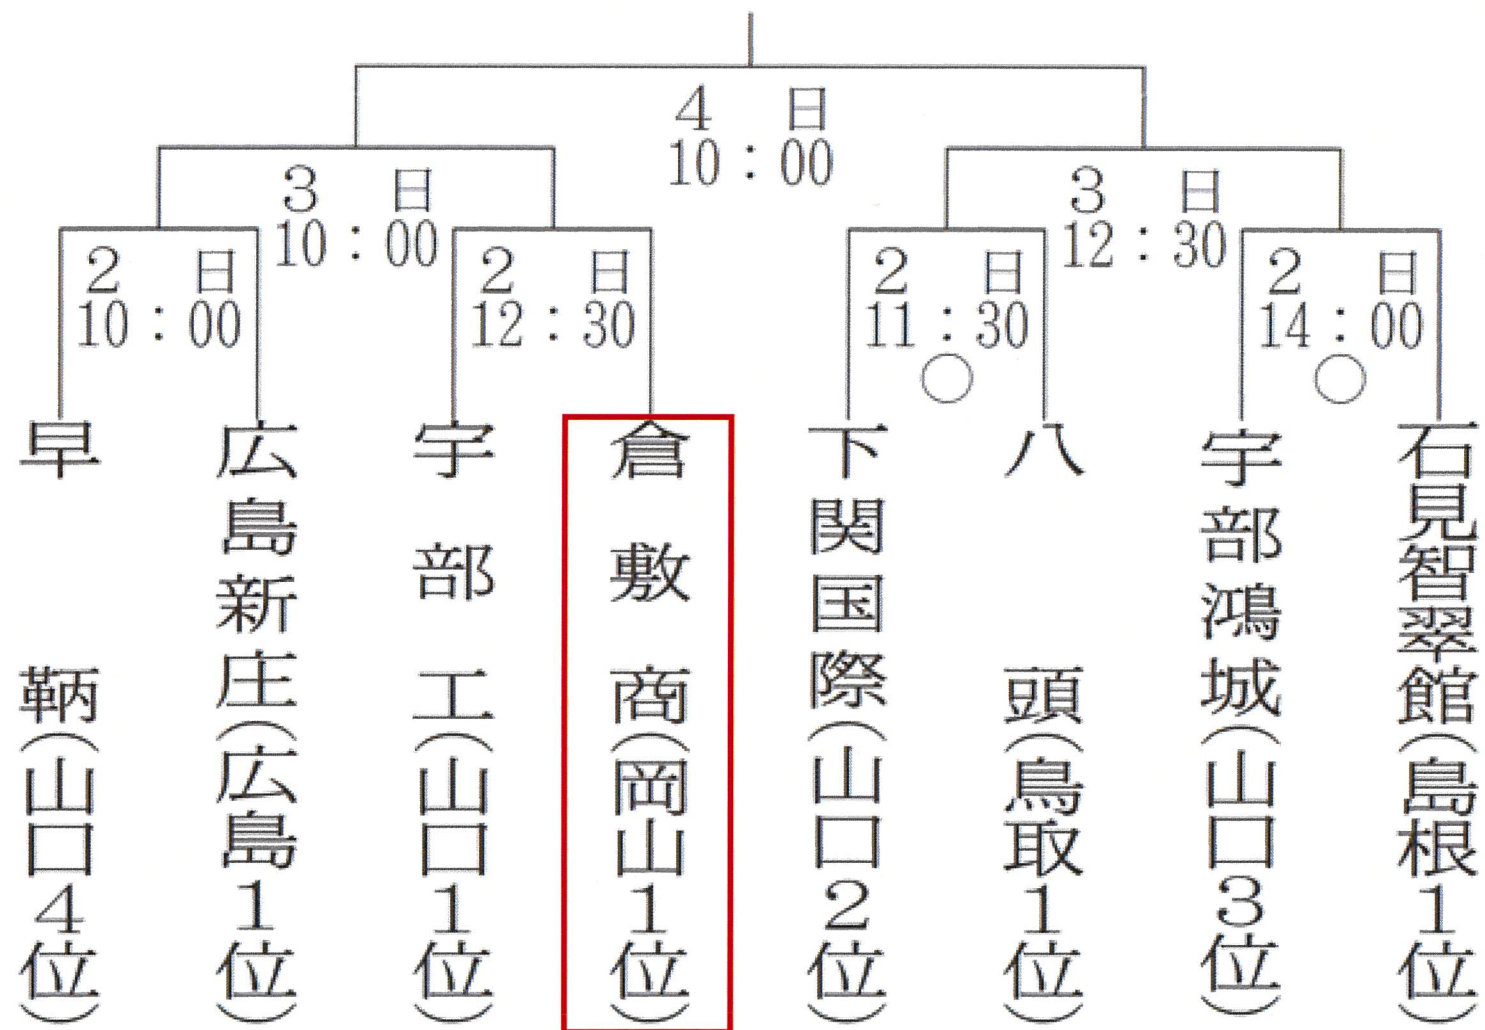 4日
10:00
3日
10:00
3日
12:30
2日
10:00
2日
12:30
2日
11:30
○
2日
14:00
○
早鞆(山口4位)
広島新庄(広島1位)
宇部工(山口1位)
倉敷商(岡山1位)
下関国際(山口2位)
八頭(鳥取1位)
宇部鴻城(山口3位)
石見智翠館(島根1位)